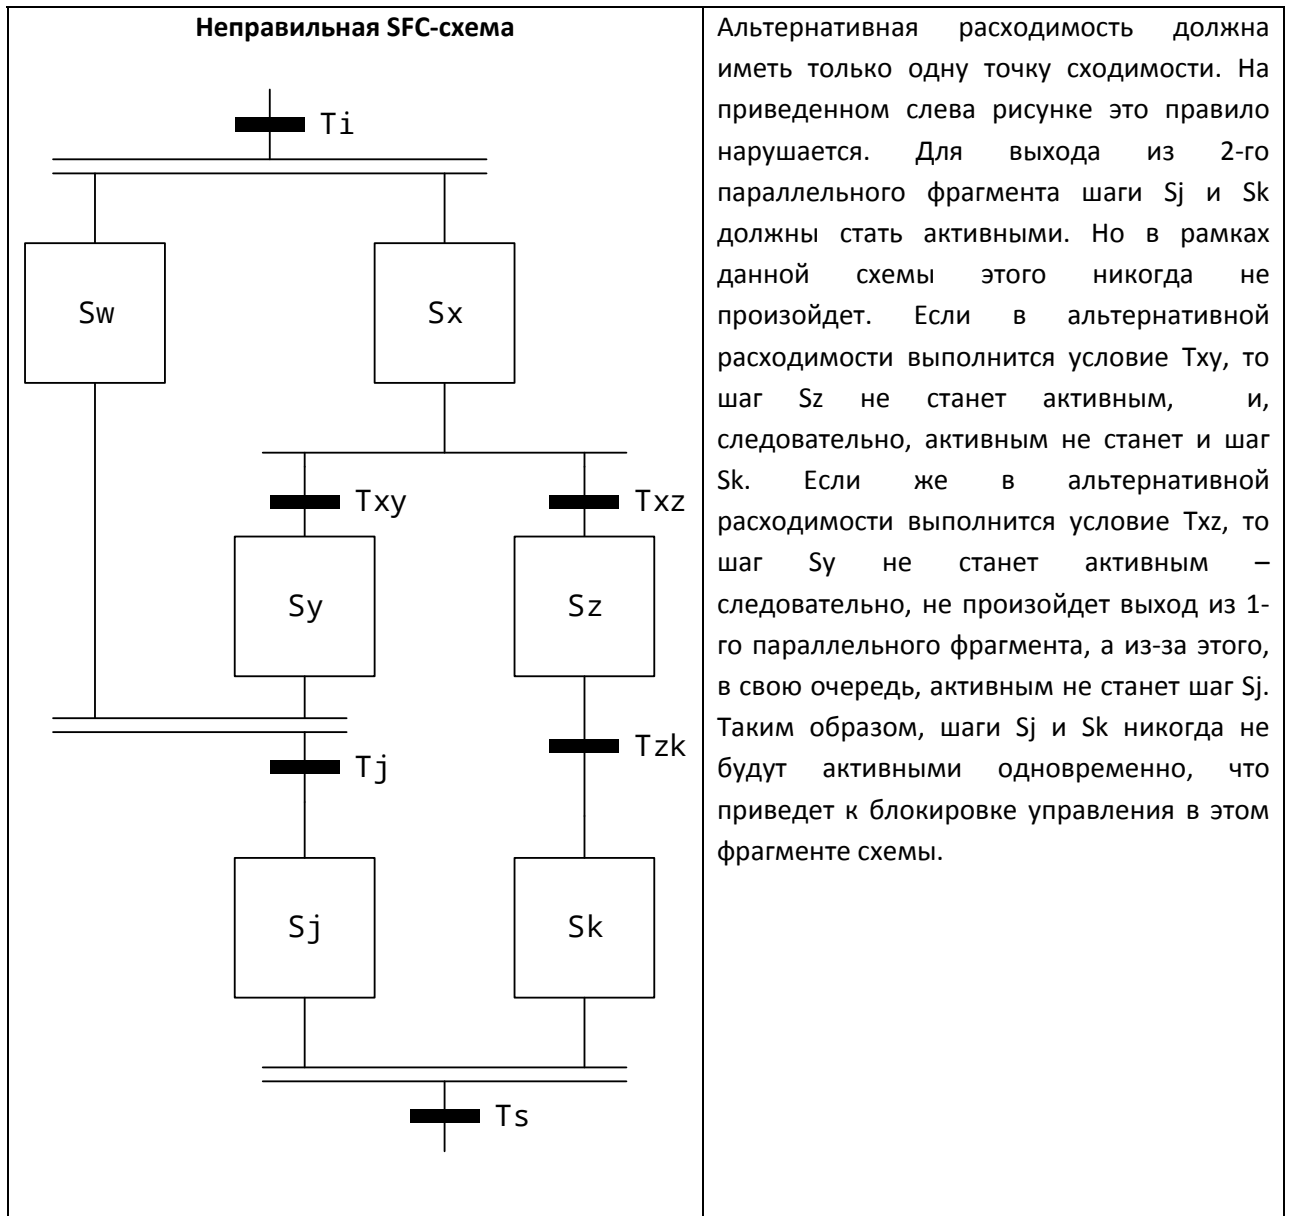 Неправильная SFC-схема
Ti
Sw
Sx
Txy
Txz
Sy
Sz
Tj
Tzk
Sj
Sk
Ts
Альтернативная расходимость должна
иметь только одну точку сходимости. На
приведенном слева рисунке это правило
нарушается. Для выхода из 2-го
параллельного фрагмента шаги Sj и Sk
должны стать активными. Но в рамках
данной схемы этого никогда не
произойдет. Если в альтернативной
расходимости выполнится условие Txy, то
шаг Sz не станет активным, и,
следовательно, активным не станет и шаг
Sk. Если же в альтернативной
расходимости выполнится условие Txz, то
шаг Sy не станет активным –
следовательно, не произойдет выход из 1-
го параллельного фрагмента, а из-за этого,
в свою очередь, активным не станет шаг Sj.
Таким образом, шаги Sj и Sk никогда не
будут активными одновременно, что
приведет к блокировке управления в этом
фрагменте схемы.